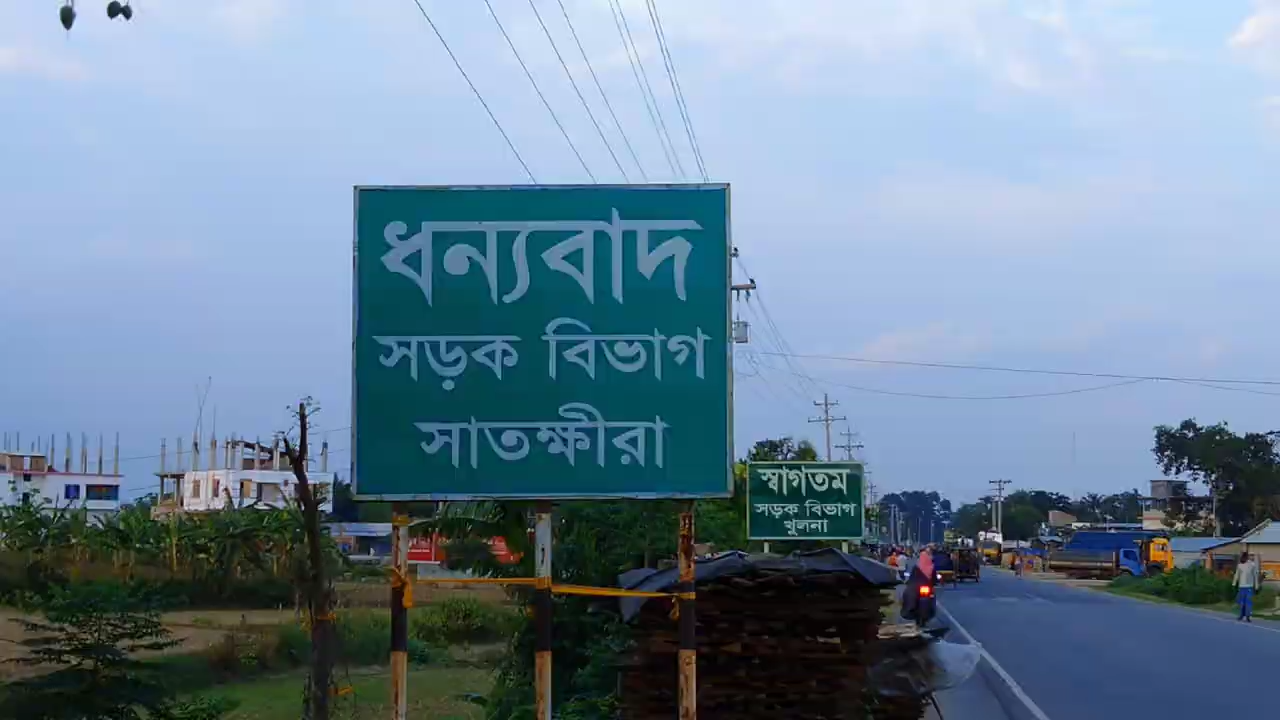 ধন্যবাদ
সড়ক বিভাগ
সাতক্ষীরা
স্বাগতম
সড়ক বিভাগ
খুলনা